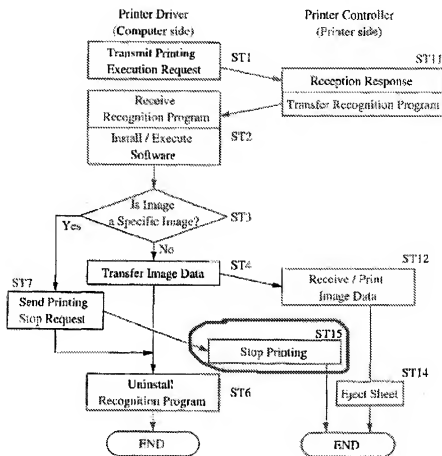 Printer Driver
(Computer side)
Printer Controller
(Printer side)
Transmit Printing
Execution Request
ST1
ST11
Reception Response
Transfer Recognition Program
Receive
Recognition Program
Install / Execute
Software
ST2
Is Image
a Specific Image?
ST3
Yes
No
ST7
Transfer Image Data
ST4
ST12
Receive / Print
Image Data
Send Printing
Stop Request
ST15
Stop Printing
ST14
Uninstall
Recognition Program
ST6
Eject Sheet
END
END